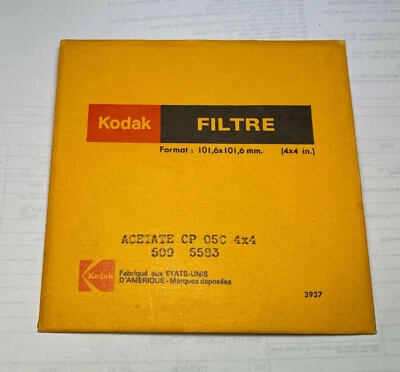 Kodak FILTRE
Format : 101,6x101,6 mm. (4x4 in.)
ACETATE CP 05C 4x4
509 5583
Kodak
Fabriqué aux ETATS-UNIS
D'AMERIQUE - Marques déposées
3937